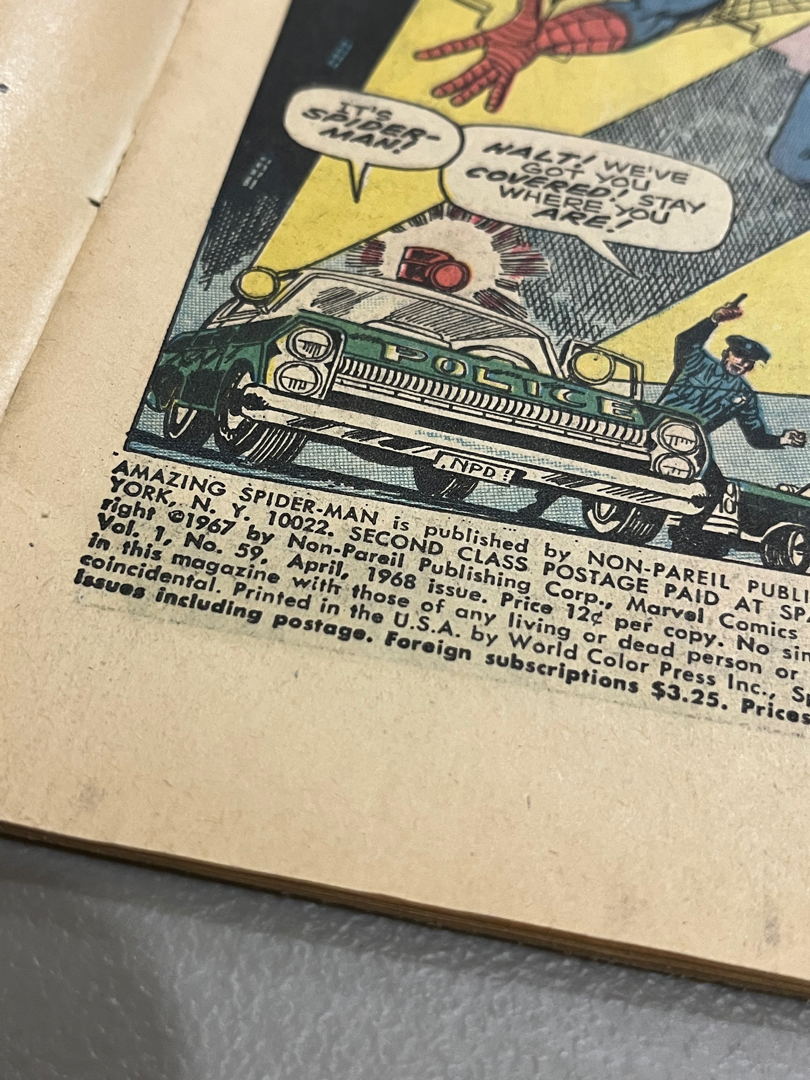 IT'S
SPIDER-
MAN!
HALT! WE'VE
GOT YOU
COVERED! STAY
WHERE YOU
ARE!
POLICE
NPD
AMAZING SPIDER-MAN is published by NON-PAREIL
YORK, N. Y. 10022. SECOND CLASS POSTAGE PAID AT
right ©1967 by Non-Pareil Publishing Corp., Marvel Comics
Vol. 1, No. 59, April, 1968 issue. Price 12¢ per copy. No
in this magazine with those of any living or dead person or
coincidental. Printed in the U.S.A. by World Color Press Inc.,
issues including postage. Foreign subscriptions $3.25. Prices